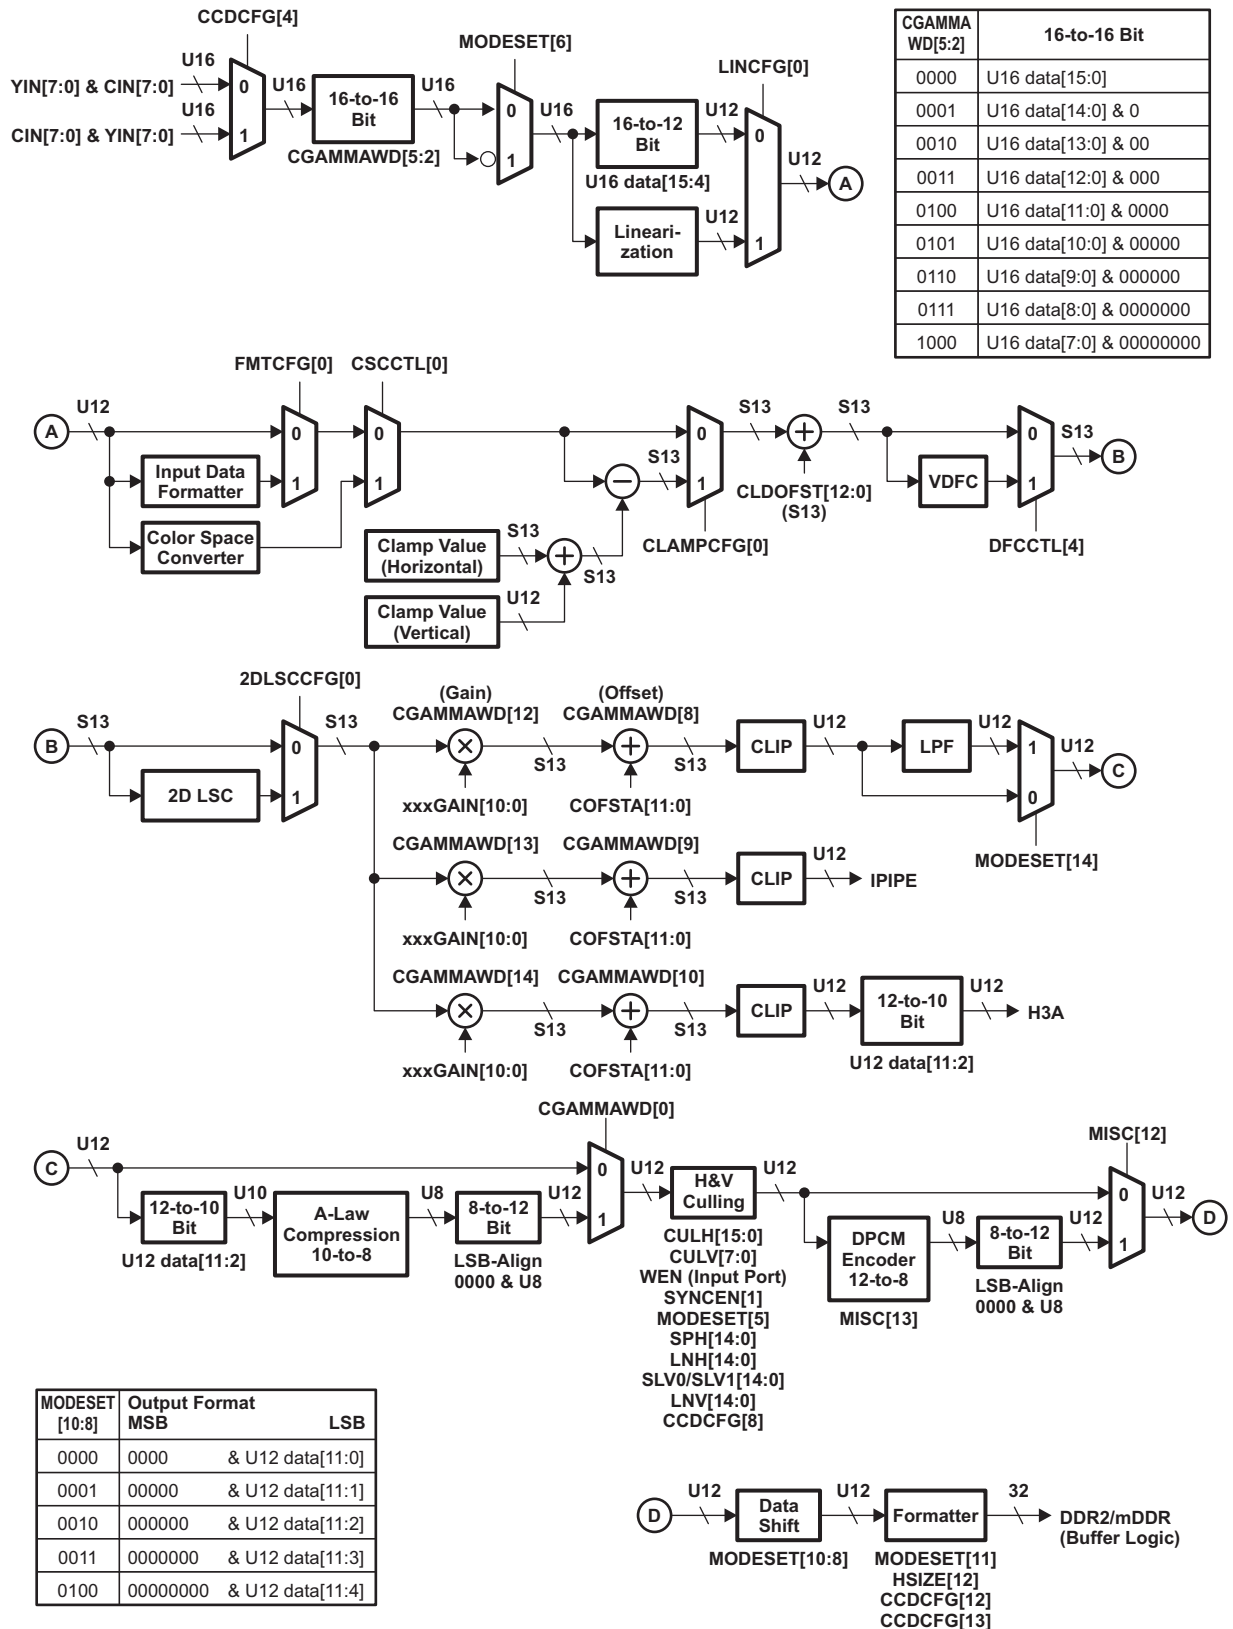 CCDCFG[4]
MODESET[6]
LINCFG[0]
U16
YIN[7:0] & CIN[7:0]
0
U16
16-to-16
Bit
U16
0
U16
16-to-12
Bit
U12
0
U16
CIN[7:0] & YIN[7:0]
1
CGAMMAWD[5:2]
1
U16 data[15:4]
U12
A
Lineari-
zation
U12
1
CGAMMA
WD[5:2]
16-to-16 Bit
0000 U16 data[15:0]
0001 U16 data[14:0] & 0
0010 U16 data[13:0] & 00
0011 U16 data[12:0] & 000
0100 U16 data[11:0] & 0000
0101 U16 data[10:0] & 00000
0110 U16 data[9:0] & 000000
0111 U16 data[8:0] & 0000000
1000 U16 data[7:0] & 00000000
FMTCFG[0]
CSCCTL[0]
A
U12
0
0
0
S13
+
S13
0
S13
B
Input Data
Formatter
1
1
−
S13
1
CLDOFST[12:0]
(S13)
VDFC
1
Color Space
Converter
Clamp Value
(Horizontal)
S13
+
S13
CLAMPCFG[0]
DFCCTL[4]
Clamp Value
(Vertical)
U12
2DLSCCFG[0]
(Gain)
CGAMMAWD[12]
(Offset)
CGAMMAWD[8]
B
S13
0
S13
×
S13
+
S13
CLIP
U12
LPF
U12
1
U12
C
2D LSC
1
xxxGAIN[10:0]
COFSTA[11:0]
0
MODESET[14]
CGAMMAWD[13]
CGAMMAWD[9]
×
S13
+
S13
CLIP
U12
IPIPE
xxxGAIN[10:0]
COFSTA[11:0]
CGAMMAWD[14]
CGAMMAWD[10]
×
S13
+
S13
CLIP
U12
12-to-10
Bit
U12
H3A
xxxGAIN[10:0]
COFSTA[11:0]
U12 data[11:2]
CGAMMAWD[0]
MISC[12]
C
U12
0
U12
H&V
Culling
U12
0
U12
D
12-to-10
Bit
U10
A-Law
Compression
10-to-8
U8
8-to-12
Bit
U12
1
U12 data[11:2]
LSB-Align
0000 & U8
CULH[15:0]
CULV[7:0]
WEN (Input Port)
SYNCEN[1]
MODESET[5]
SPH[14:0]
LNH[14:0]
SLV0/SLV1[14:0]
LNV[14:0]
CCDCFG[8]
DPCM
Encoder
12-to-8
U8
8-to-12
Bit
U12
1
MISC[13]
LSB-Align
0000 & U8
MODESET
[10:8]
Output Format
MSB LSB
0000 0000 & U12 data[11:0]
0001 00000 & U12 data[11:1]
0010 000000 & U12 data[11:2]
0011 0000000 & U12 data[11:3]
0100 00000000 & U12 data[11:4]
D
U12
Data
Shift
U12
Formatter
32
DDR2/mDDR
(Buffer Logic)
MODESET[10:8]
MODESET[11]
HSIZE[12]
CCDCFG[12]
CCDCFG[13]